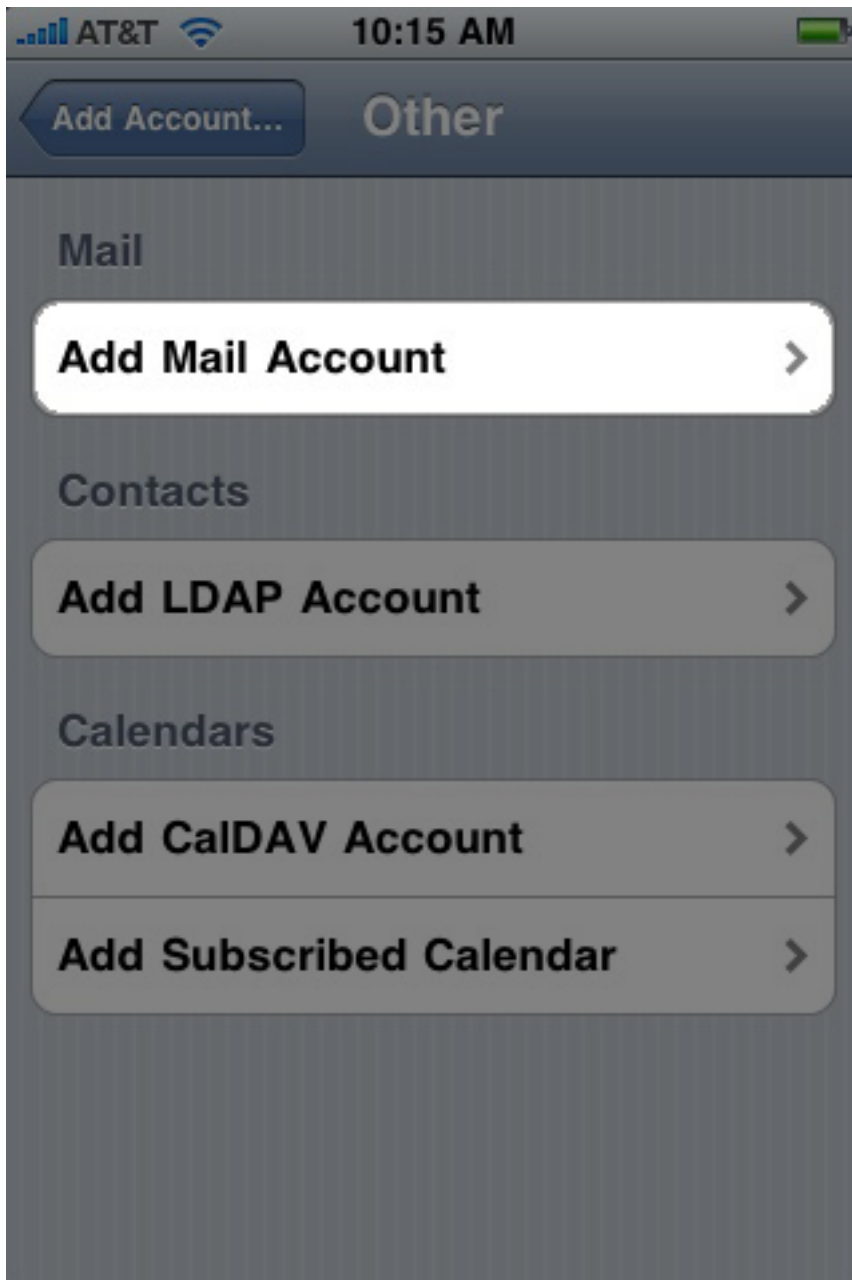 AT&T 10:15 AM
Add Account... Other
Mail
Add Mail Account
Contacts
Add LDAP Account
Calendars
Add CalDAV Account
Add Subscribed Calendar